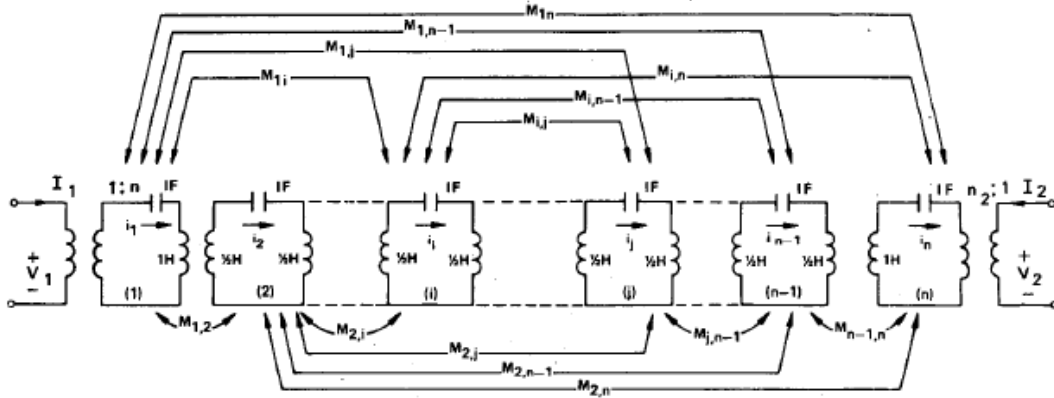 M1n
M1,n-1
M1,j
M1i
Mi,n
Mi,n-1
Mi,j
I1 1:n IF IF IF IF IF IF n2:1 I2
i1 i2 ii ij in-1 in
+ V1 - 1H ½H ½H ½H ½H ½H ½H ½H ½H 1H + V2 -
(1) (2) (i) (j) (n-1) (n)
M1,2 M2,i Mj,n-1 Mn-1,n
M2,j
M2,n-1
M2,n